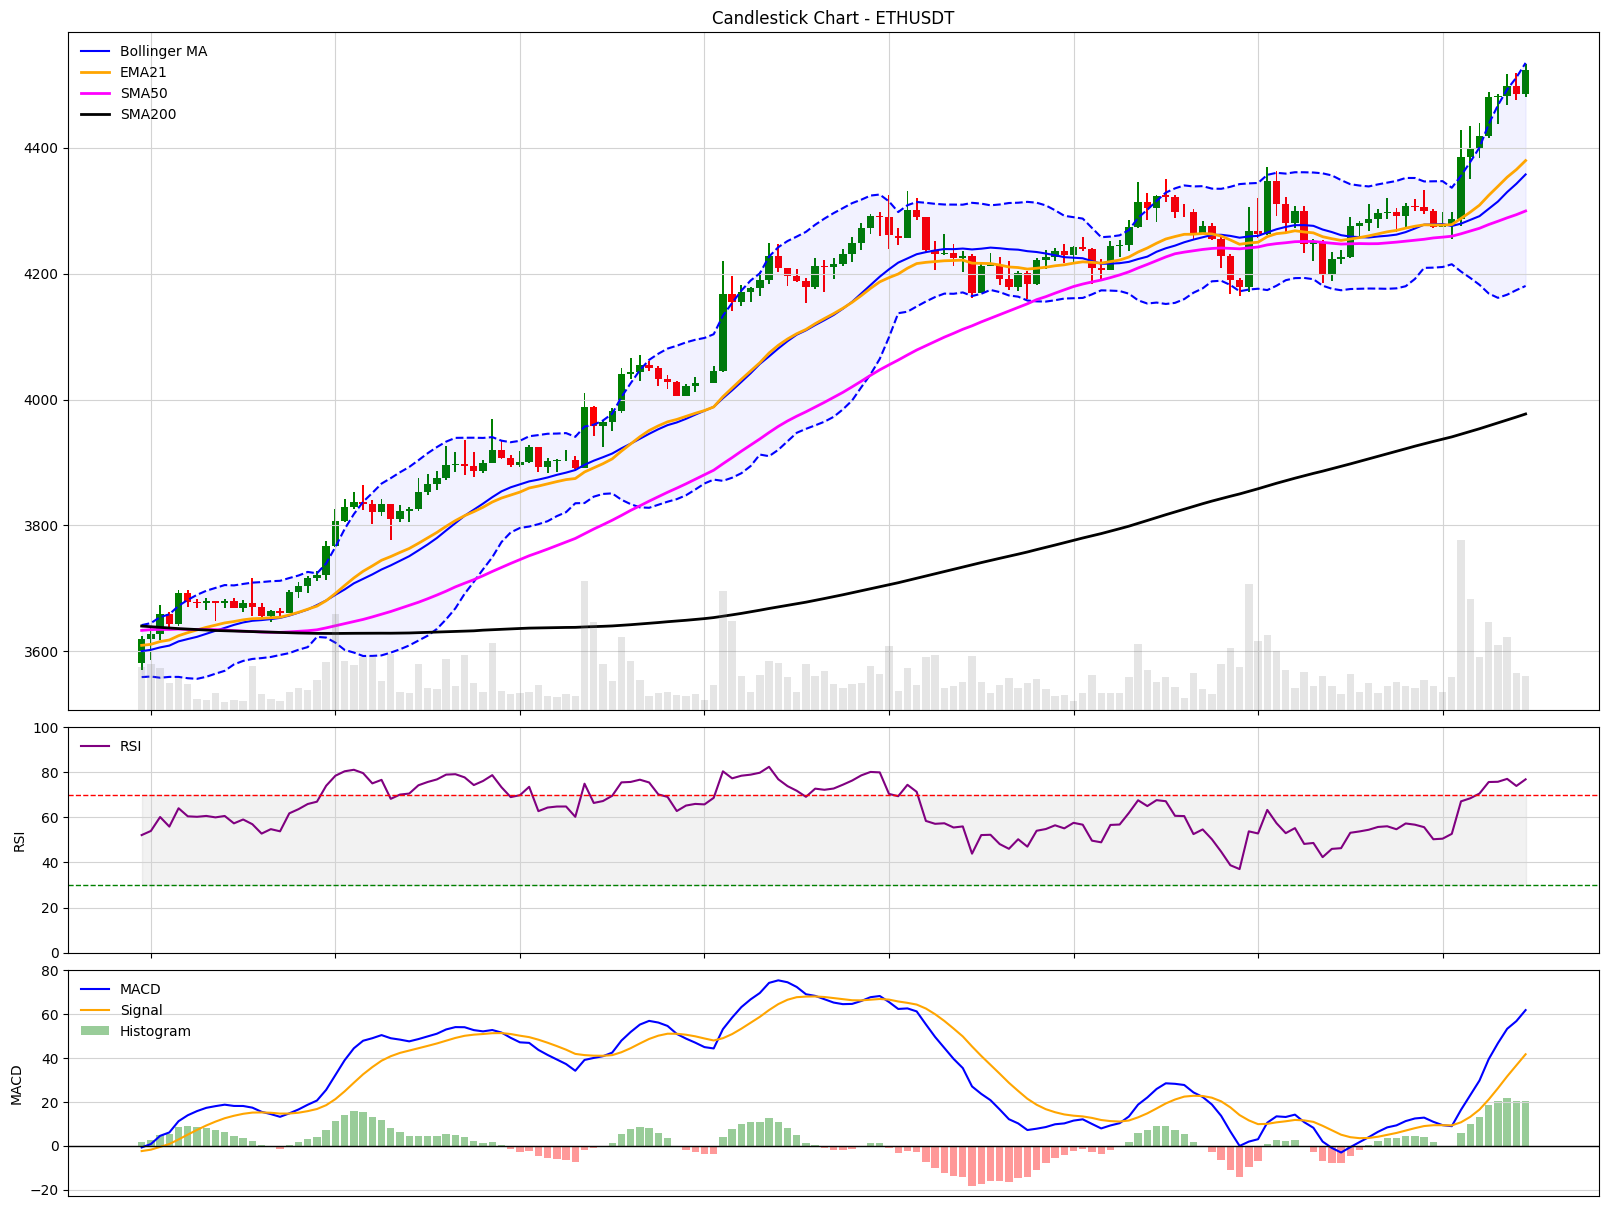 Candlestick Chart - ETHUSDT
Bollinger MA
EMA21
SMA50
SMA200
4400
4200
4000
3800
3600
RSI
100
80
60
40
20
0
RSI
MACD
Signal
Histogram
80
60
40
20
0
−20
MACD